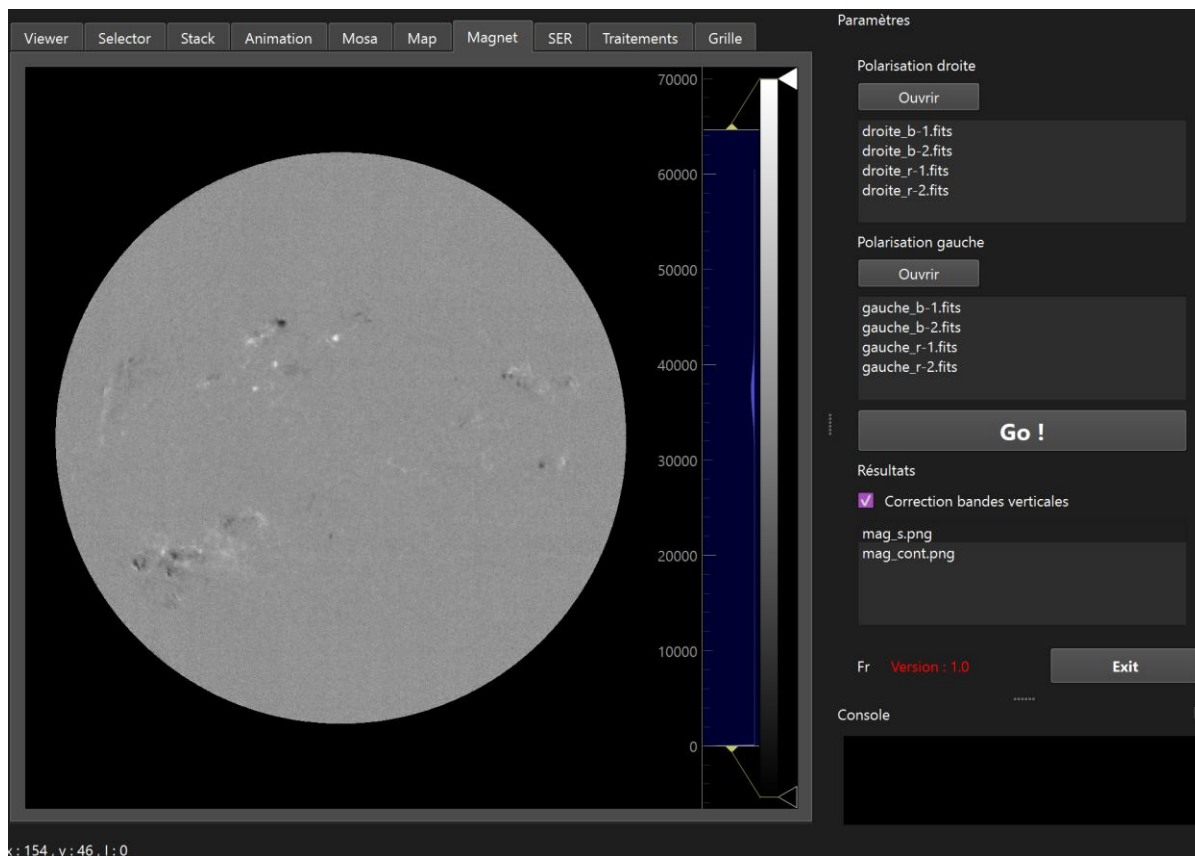 Viewer Selector Stack Animation Mosa Map Magnet SER Traitements Grille
70000
60000
50000
40000
30000
20000
10000
0
Paramètres
Polarisation droite
Ouvrir
droite_b-1.fits
droite_b-2.fits
droite_r-1.fits
droite_r-2.fits
Polarisation gauche
Ouvrir
gauche_b-1.fits
gauche_b-2.fits
gauche_r-1.fits
gauche_r-2.fits
Go !
Résultats
Correction bandes verticales
mag_s.png
mag_cont.png
Fr Version : 1.0 Exit
Console
x : 154 , y : 46 , I : 0